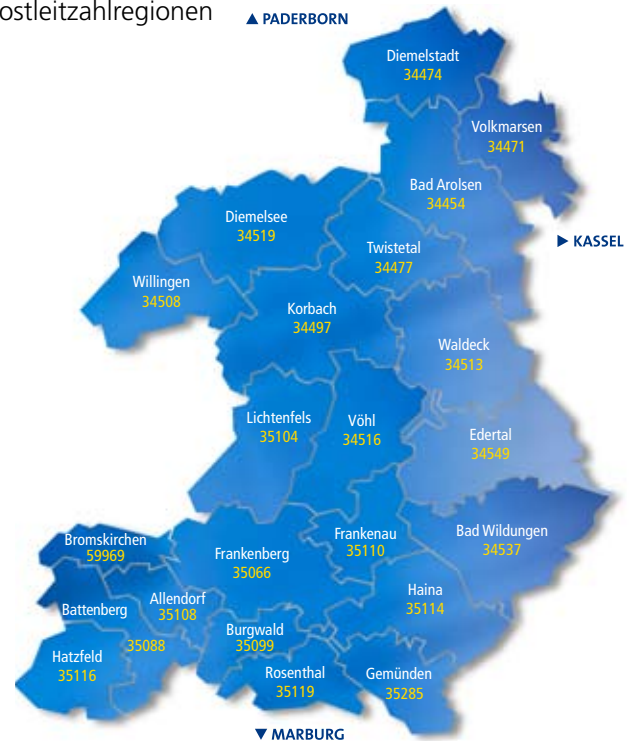 ostleitzahlregionen
▲ PADERBORN
Diemelstadt
34474
Volkmarsen
34471
Bad Arolsen
34454
Diemelsee
34519
▶ KASSEL
Twistetal
34477
Willingen
34508
Korbach
34497
Waldeck
34513
Lichtenfels
35104
Vöhl
34516
Edertal
34549
Bromskirchen
59969
Frankenberg
35066
Frankenau
35110
Bad Wildungen
34537
Battenberg
35088
Allendorf
35108
Haina
35114
Burgwald
35099
Hatzfeld
35116
Rosenthal
35119
Gemünden
35285
▼ MARBURG